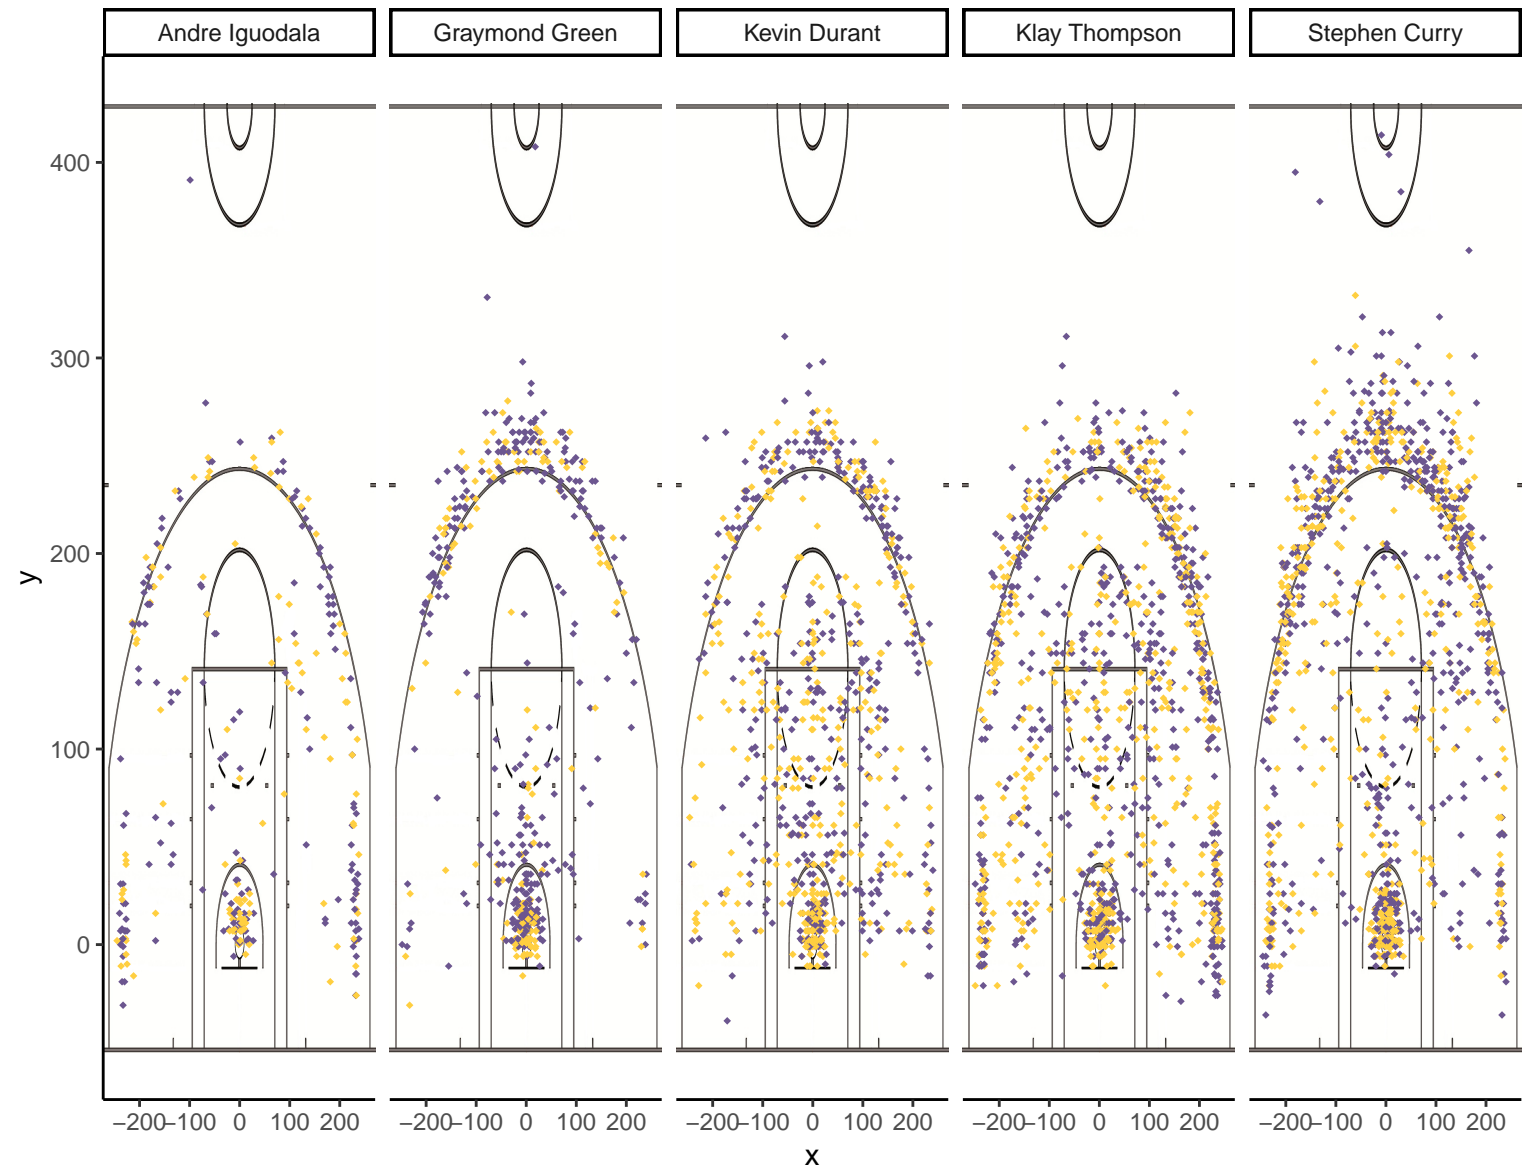 Andre Iguodala Graymond Green Kevin Durant Klay Thompson Stephen Curry
400
300
200
100
0
y
−200 −100 0 100 200 −200 −100 0 100 200 −200 −100 0 100 200 −200 −100 0 100 200 −200 −100 0 100 200
x